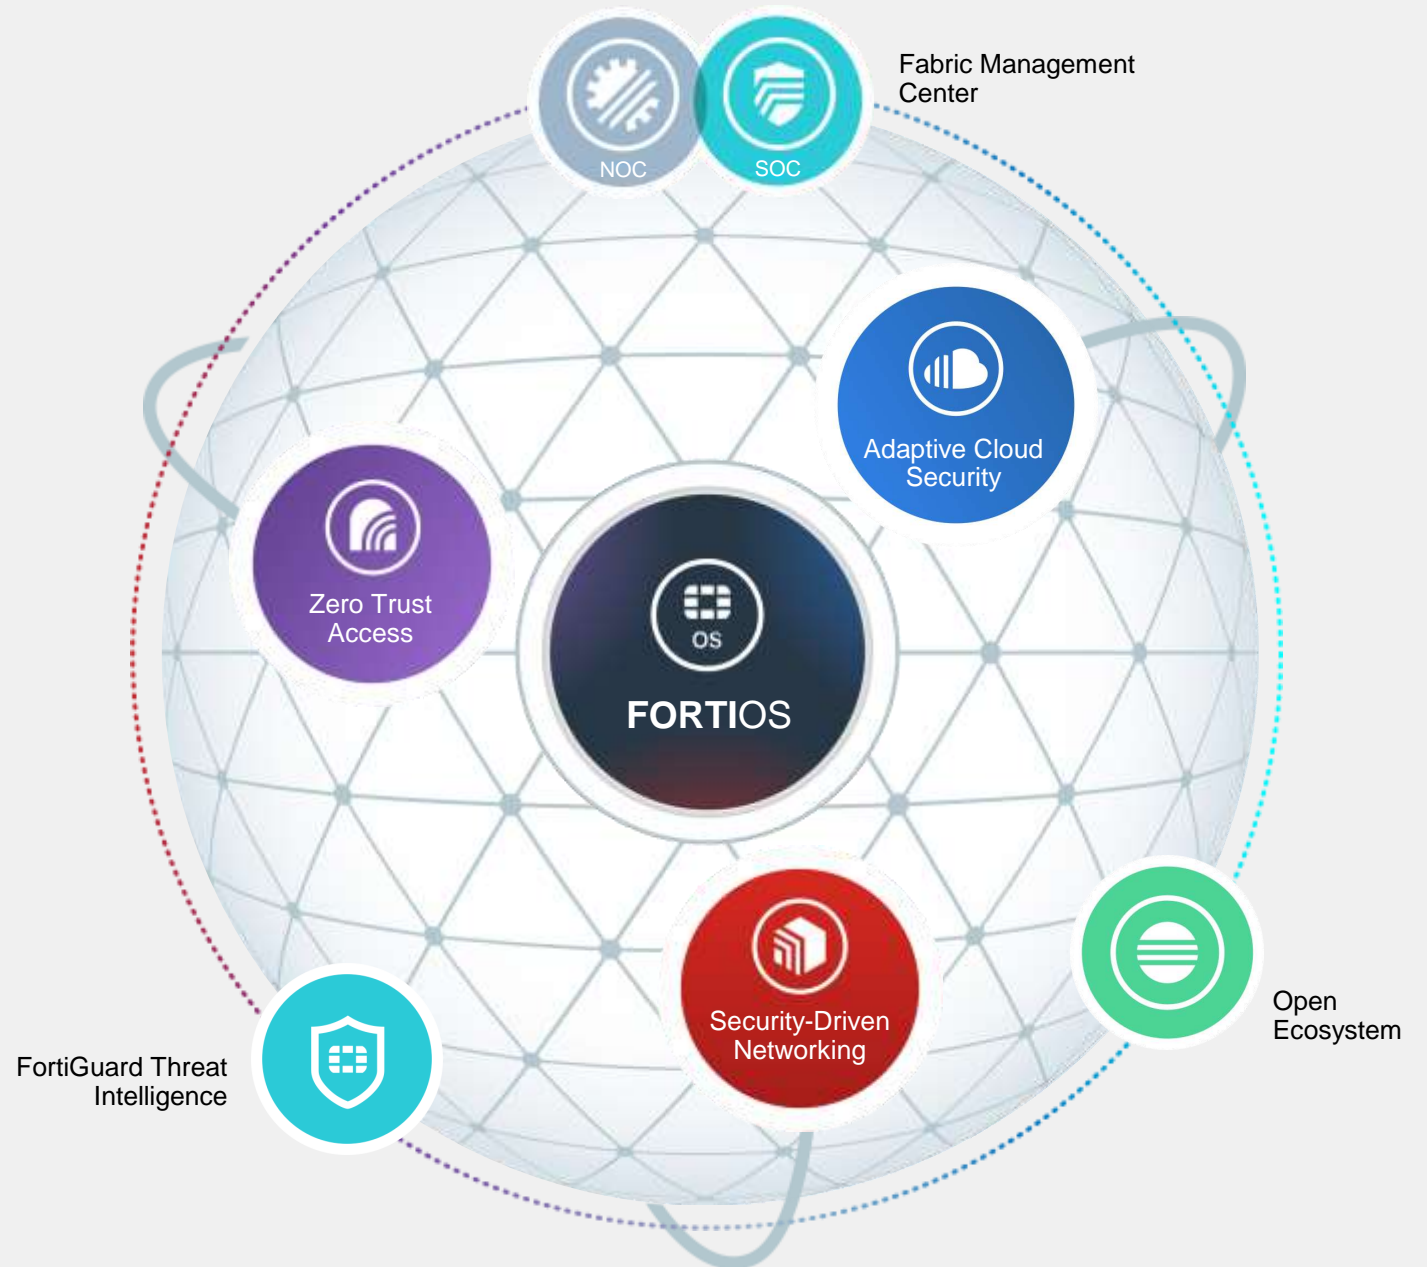 Fabric Management
Center
NOC
SOC
Adaptive Cloud
Security
Zero Trust
Access
OS
FORTIOS
Security-Driven
Networking
Open
Ecosystem
FortiGuard Threat
Intelligence